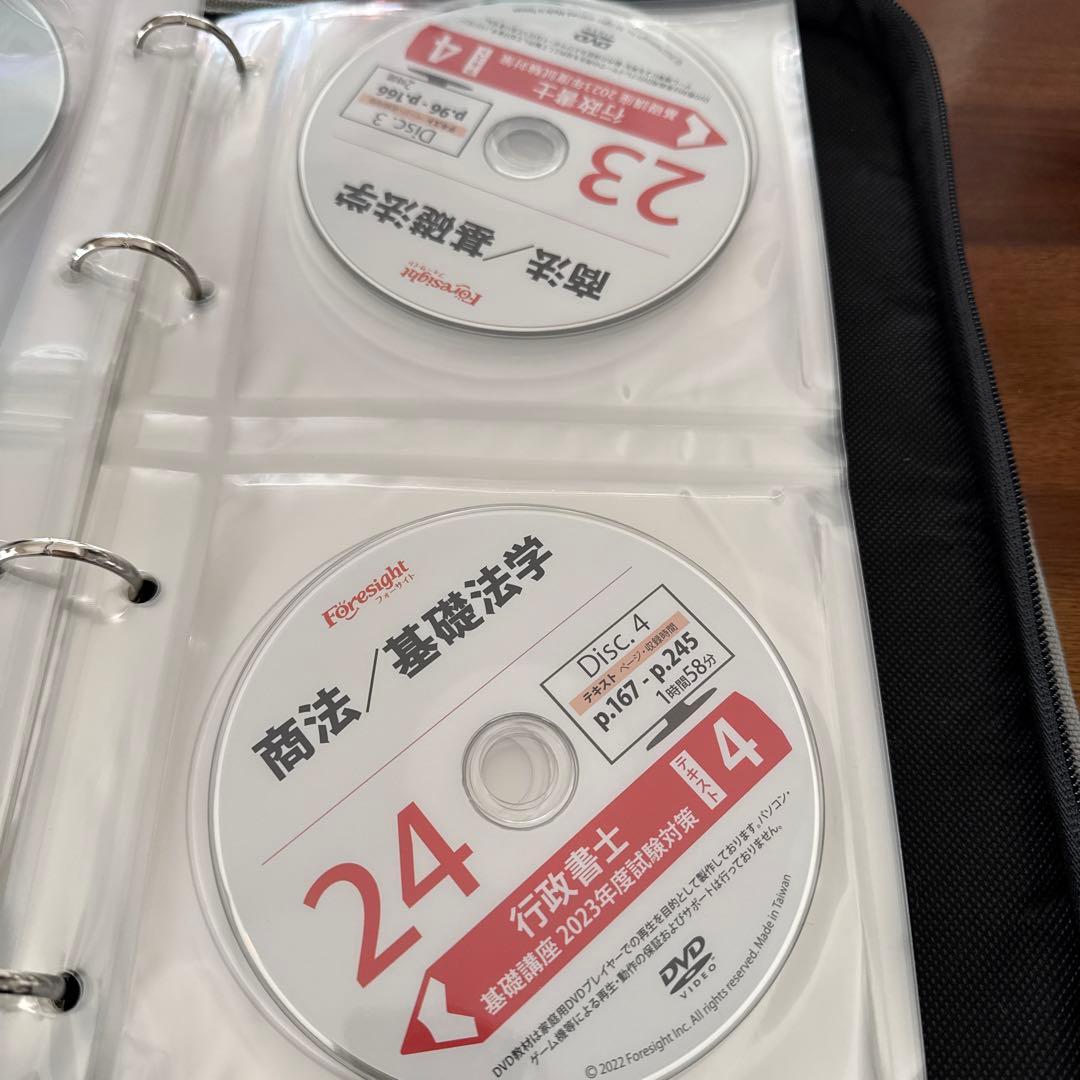 行政書士
基礎講座 2023年度試験対策
テキスト
4
Disc. 3
p.96 - p.166
23
商法／基礎法学
Foresight
フォーサイト
Foresight
フォーサイト
商法／基礎法学
Disc. 4
テキスト ページ・収録時間
p.167 - p.245
1時間58分
24
行政書士
基礎講座 2023年度試験対策
テキスト
4
DVD教材は家庭用DVDプレイヤーでの再生を目的として製作しております。パソコン・
ゲーム機等による再生・動作の保証およびサポートは行っておりません。
DVD
VIDEO
©2022 Foresight Inc. All rights reserved. Made in Taiwan